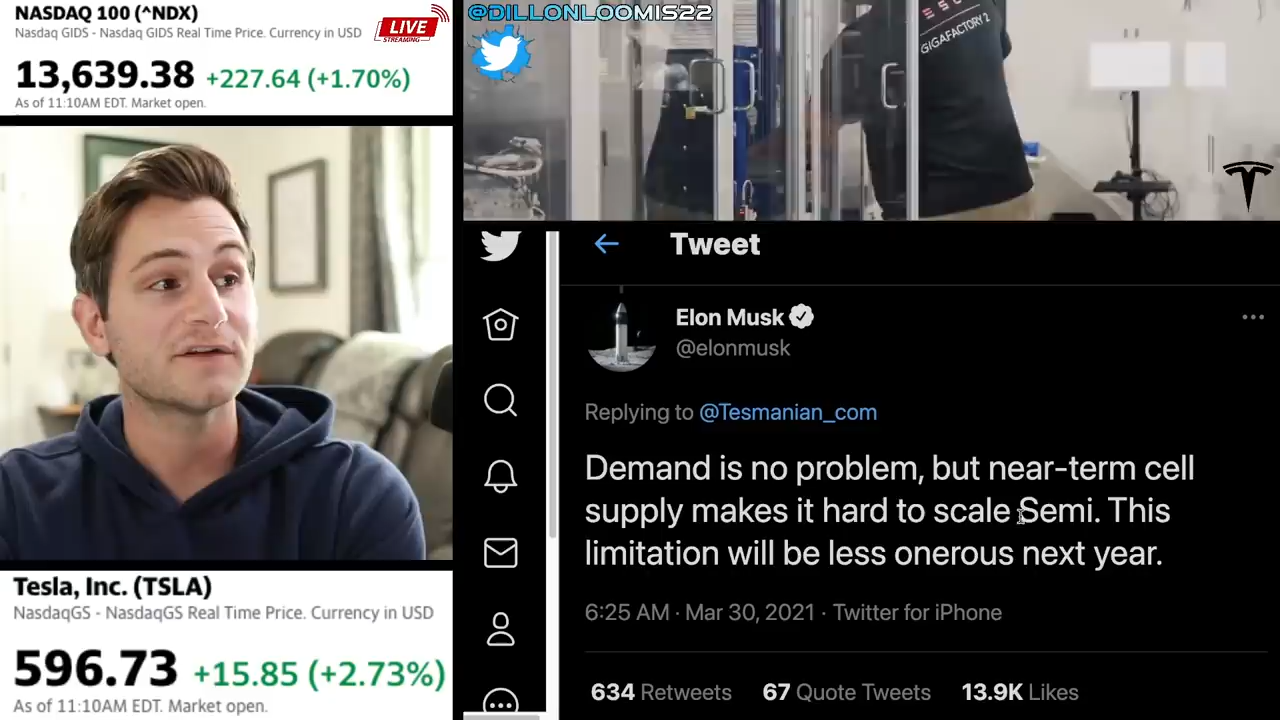 NASDAQ 100 (^NDX)
Nasdaq GIDS - Nasdaq GIDS Real Time Price. Currency in USD
LIVE
STREAMING
13,639.38 +227.64 (+1.70%)
As of 11:10AM EDT. Market open.
@DILLONLOOMIS22
GIGAFACTORY 2
Tweet
Elon Musk
@elonmusk
Replying to @Tesmanian_com
Demand is no problem, but near-term cell
supply makes it hard to scale Semi. This
limitation will be less onerous next year.
6:25 AM · Mar 30, 2021 · Twitter for iPhone
634 Retweets 67 Quote Tweets 13.9K Likes
Tesla, Inc. (TSLA)
NasdaqGS - NasdaqGS Real Time Price. Currency in USD
596.73 +15.85 (+2.73%)
As of 11:10AM EDT. Market open.